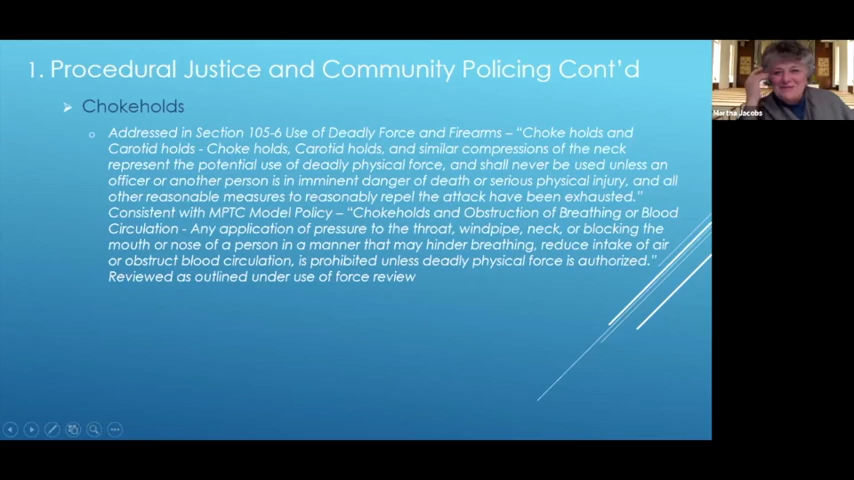 1. Procedural Justice and Community Policing Cont'd
Chokeholds
Addressed in Section 105-6 Use of Deadly Force and Firearms – "Choke holds and
Carotid holds - Choke holds, Carotid holds, and similar compressions of the neck
represent the potential use of deadly physical force, and shall never be used unless an
officer or another person is in imminent danger of death or serious physical injury, and all
other reasonable measures to reasonably repel the attack have been exhausted."
Consistent with MPTC Model Policy – "Chokeholds and Obstruction of Breathing or Blood
Circulation - Any application of pressure to the throat, windpipe, neck, or blocking the
mouth or nose of a person in a manner that may hinder breathing, reduce intake of air
or obstruct blood circulation, is prohibited unless deadly physical force is authorized."
Reviewed as outlined under use of force review
Martha Jacobs